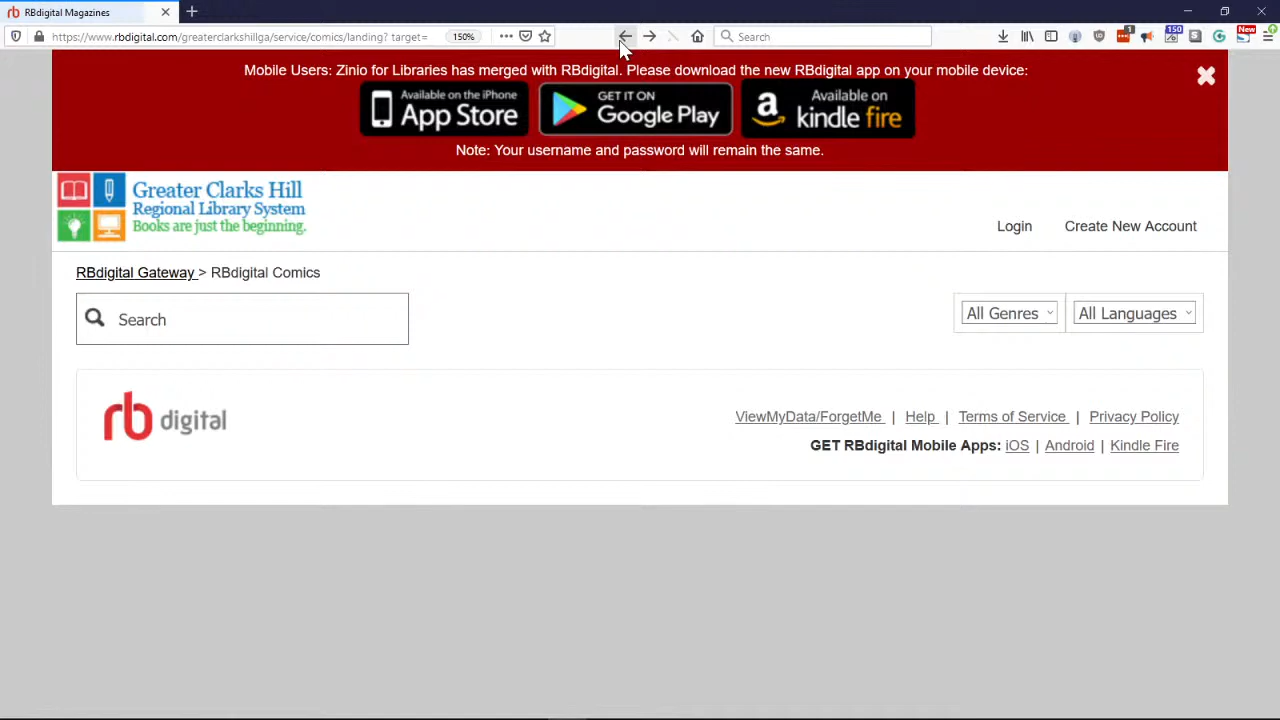 RBdigital Magazines
https://www.rbdigital.com/greaterclarkshillga/service/comics/landing? target=
150%
Search
1
150
New
Mobile Users: Zinio for Libraries has merged with RBdigital. Please download the new RBdigital app on your mobile device:
Available on the iPhone
App Store
GET IT ON
Google Play
a
Available on
kindle fire
Note: Your username and password will remain the same.
Greater Clarks Hill
Regional Library System
Books are just the beginning.
Login
Create New Account
RBdigital Gateway > RBdigital Comics
Search
All Genres
All Languages
rb digital
ViewMyData/ForgetMe | Help | Terms of Service | Privacy Policy
GET RBdigital Mobile Apps: iOS | Android | Kindle Fire